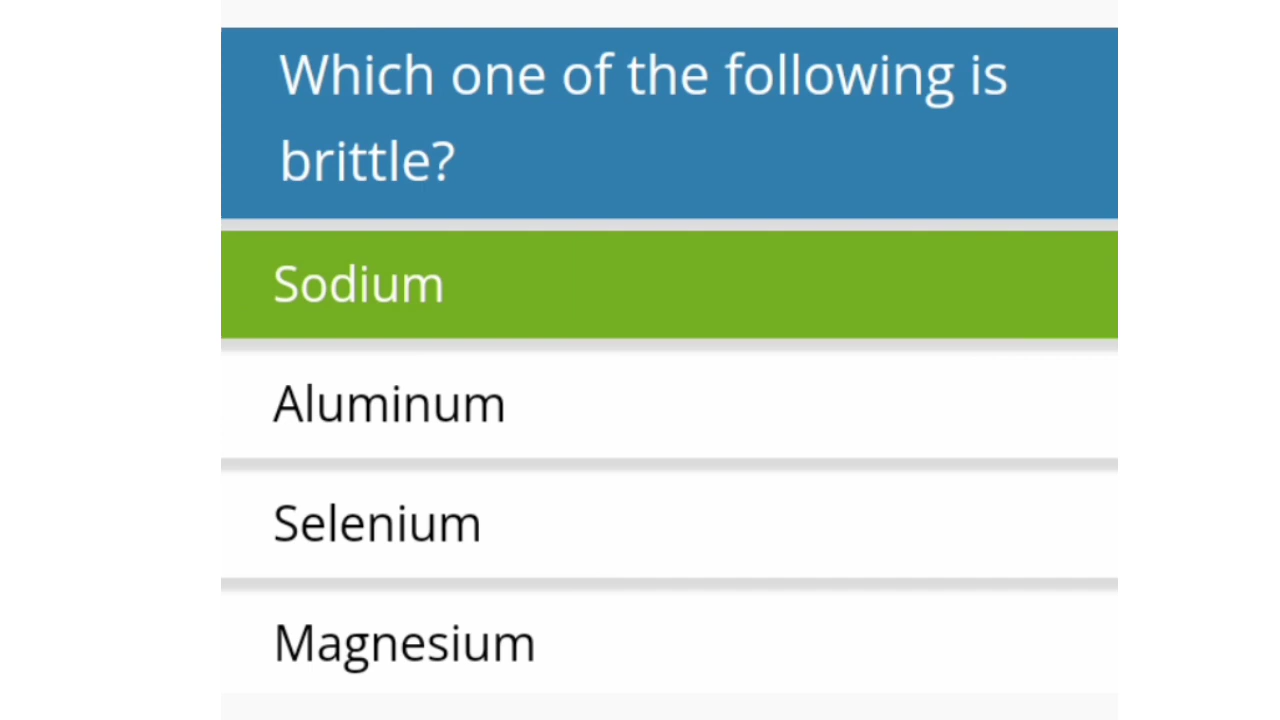 Which one of the following is
brittle?
Sodium
Aluminum
Selenium
Magnesium